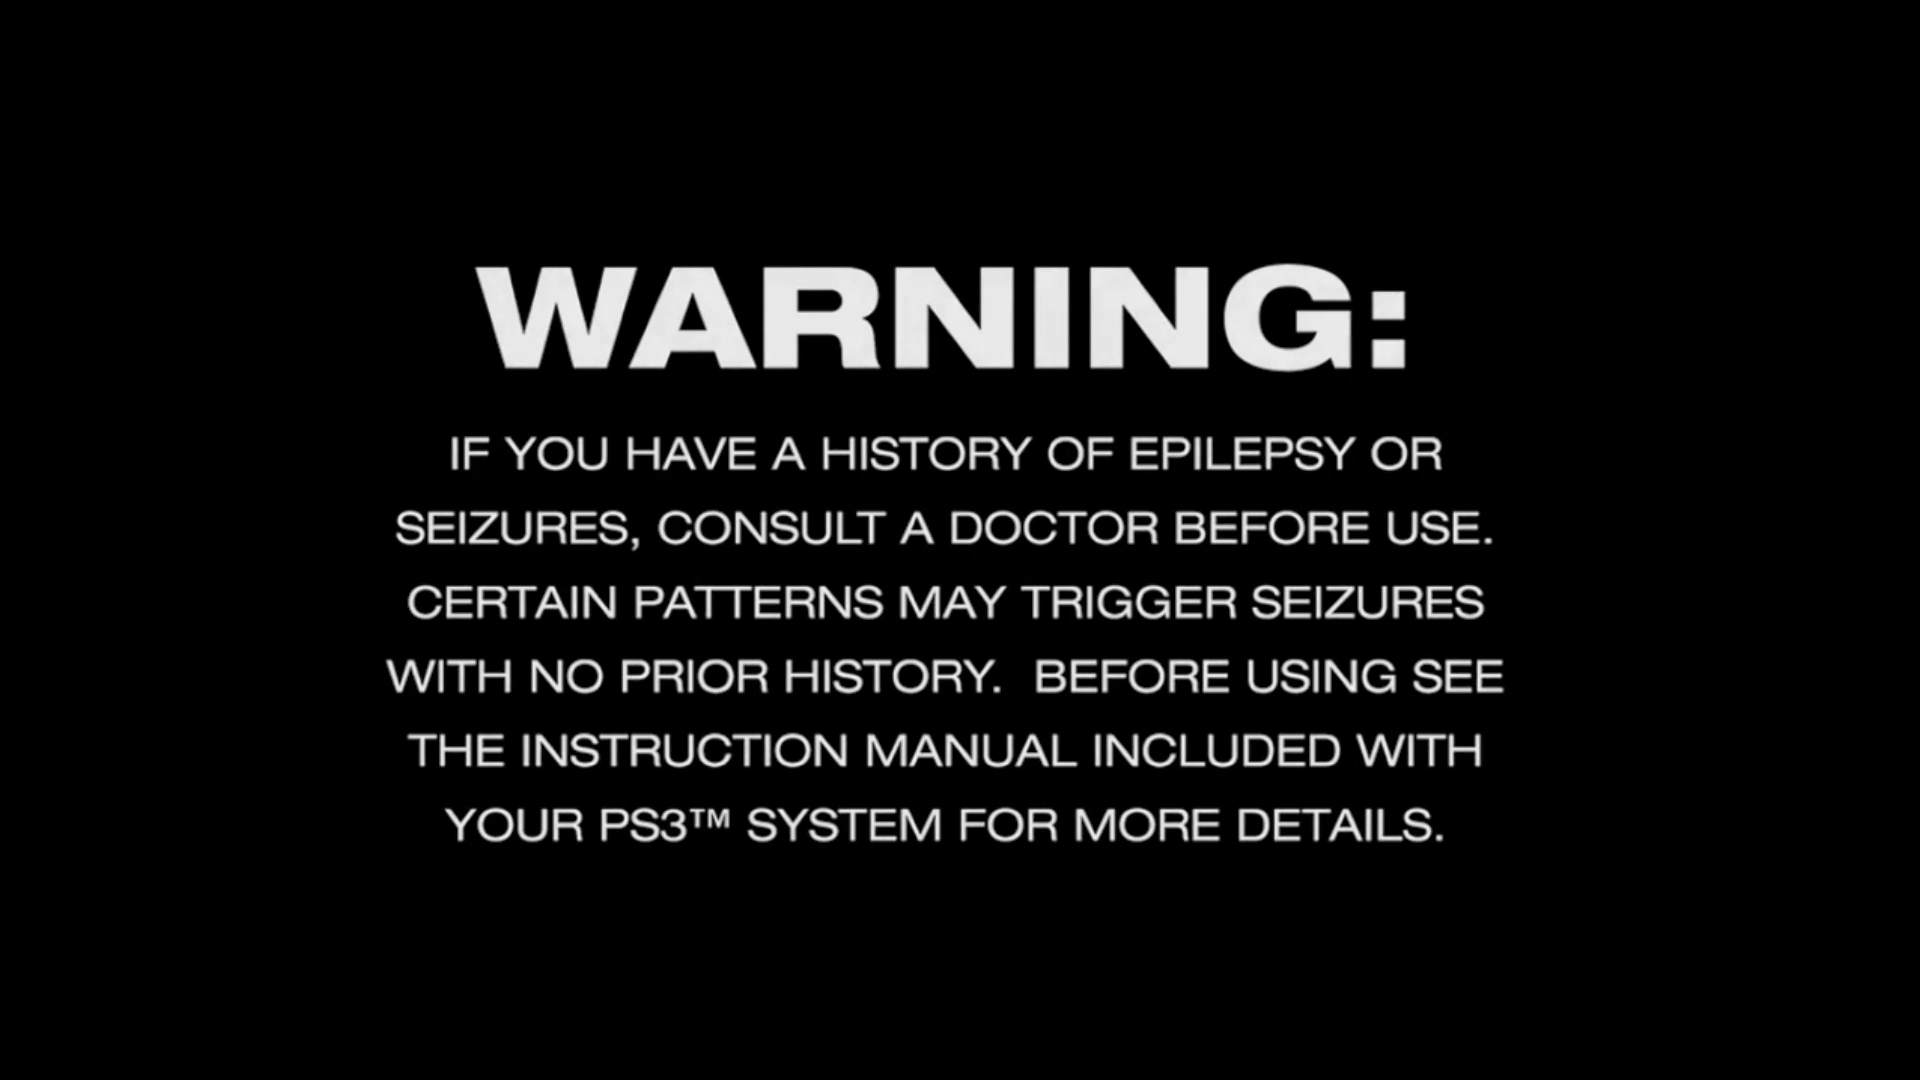 WARNING:
IF YOU HAVE A HISTORY OF EPILEPSY OR
SEIZURES, CONSULT A DOCTOR BEFORE USE.
CERTAIN PATTERNS MAY TRIGGER SEIZURES
WITH NO PRIOR HISTORY.  BEFORE USING SEE
THE INSTRUCTION MANUAL INCLUDED WITH
YOUR PS3™ SYSTEM FOR MORE DETAILS.